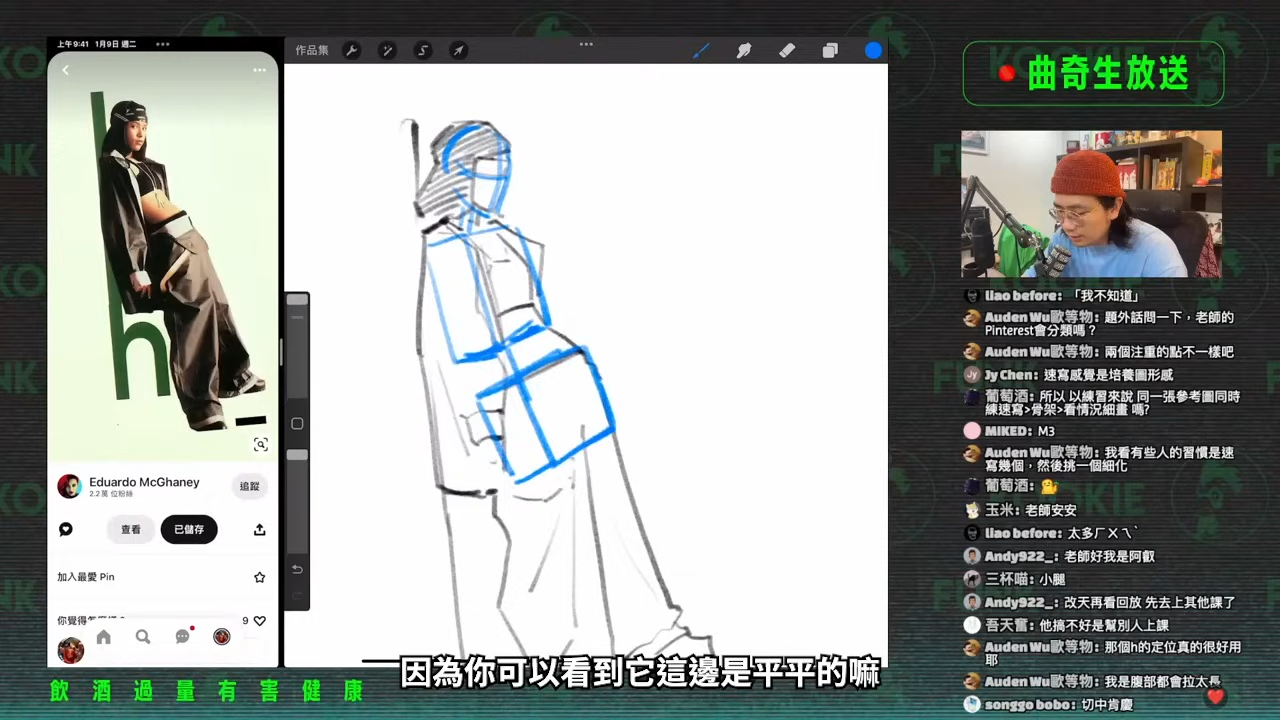 上午9:41 1月9日 週二
作品集
曲奇生放送
h
Eduardo McGhaney
2.2萬 位粉絲
追蹤
查看
已儲存
加入最愛 Pin
9
liao before：「我不知道」
Auden Wu歐等物：題外話問一下，老師的
Pinterest會分類嗎？
Auden Wu歐等物：兩個注重的點不一樣吧
Jy
Jy Chen：速寫感覺是培養圖形感
葡萄酒：所以 以練習來說 同一張參考圖同時
練速寫>骨架>看情況細畫 嗎?
MIKED：M3
Auden Wu歐等物：我看有些人的習慣是速
寫幾個，然後挑一個細化
葡萄酒：
玉米：老師安安
liao before：太多ㄏㄨㄟˋ
Andy922_：老師好我是阿叡
三杯喵：小腿
Andy922_：改天再看回放 先去上其他課了
吾天奮：他搞不好是幫別人上課
Auden Wu歐等物：那個h的定位真的很好用
耶
Auden Wu歐等物：我是腹部都會拉太長
songgo bobo：切中肯慶
因為你可以看到它這邊是平平的嘛
飲酒過量有害健康